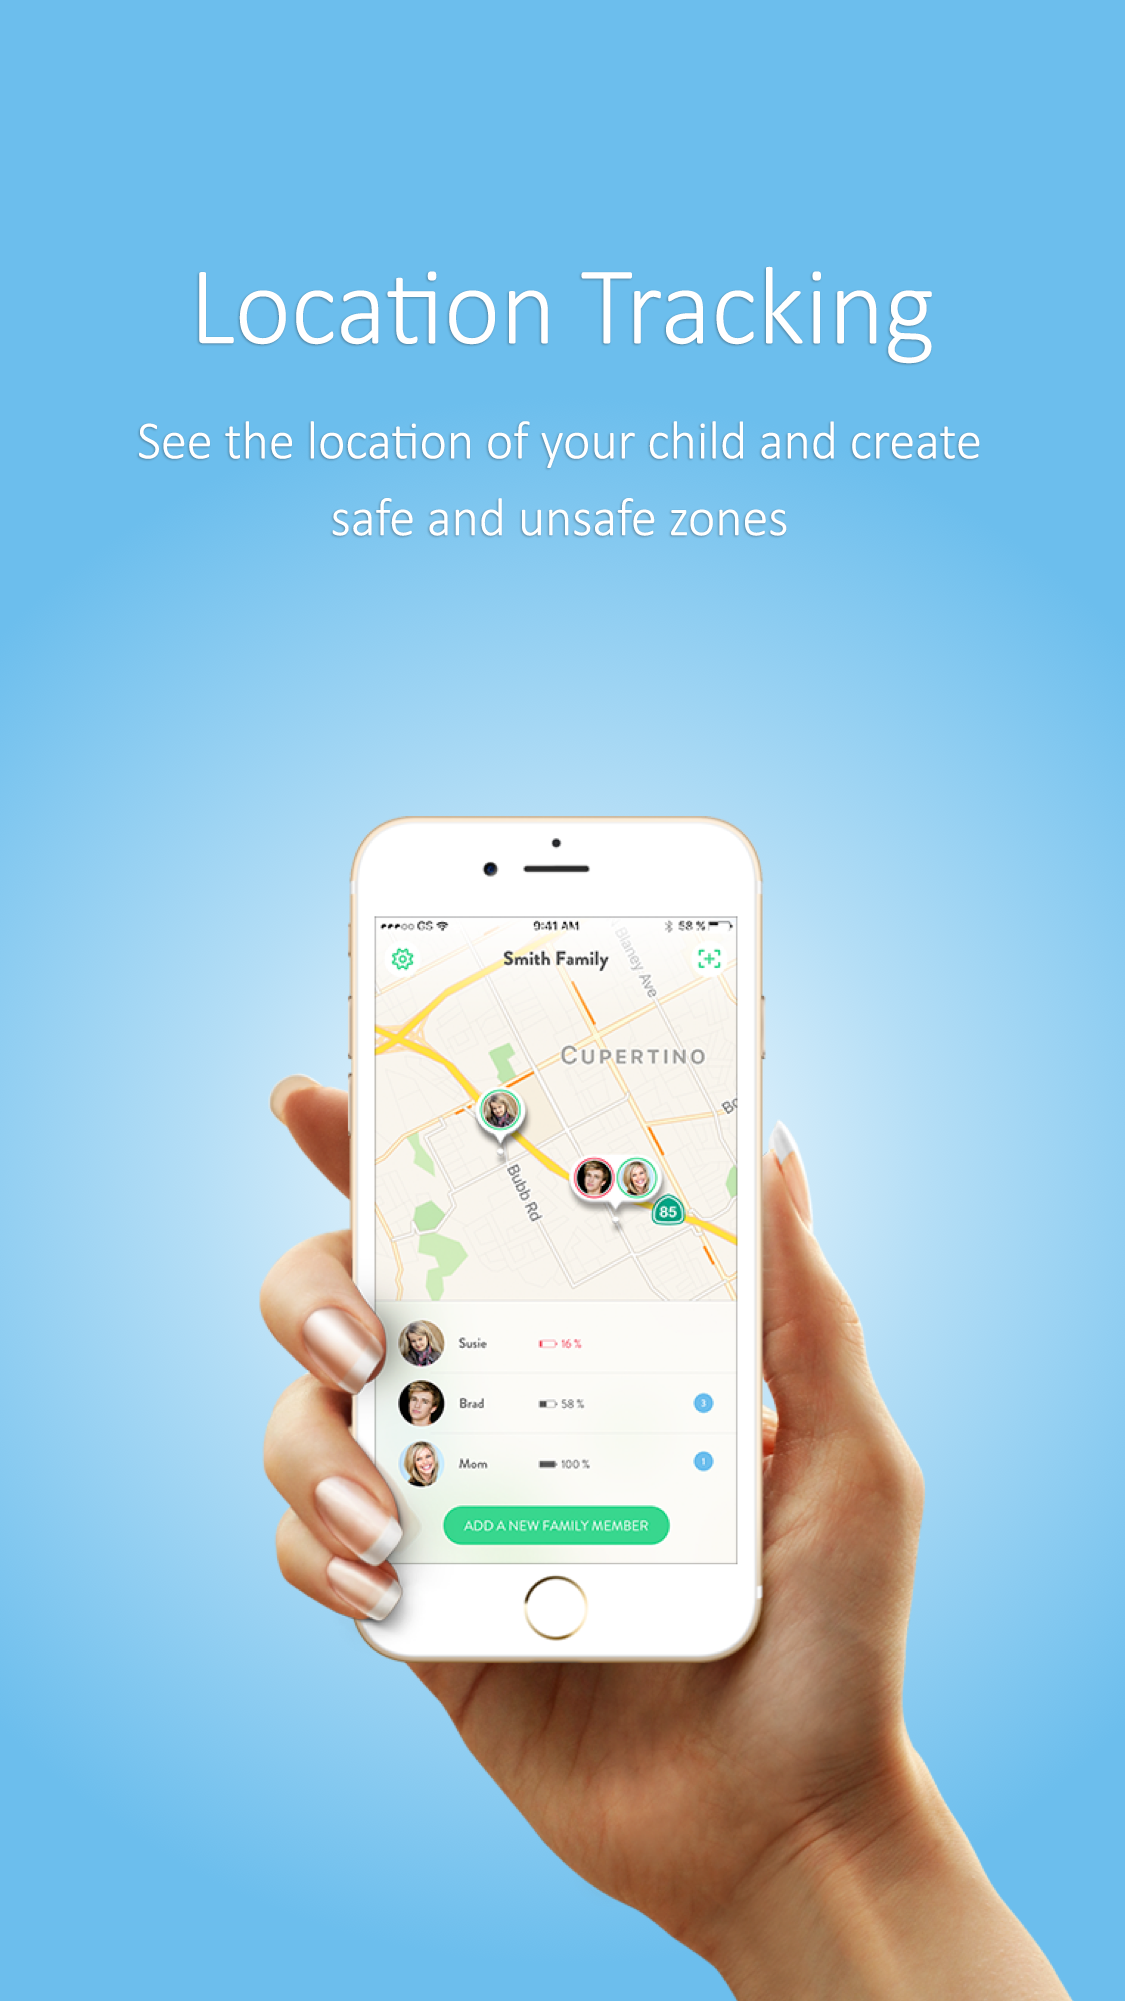 Location Tracking
See the location of your child and create
safe and unsafe zones
GS 9:41 AM 58 %
Smith Family
Blaney Ave
CUPERTINO
Bubb Rd
85
Susie 16 %
Brad 58 % 3
Mom 100 % 1
ADD A NEW FAMILY MEMBER